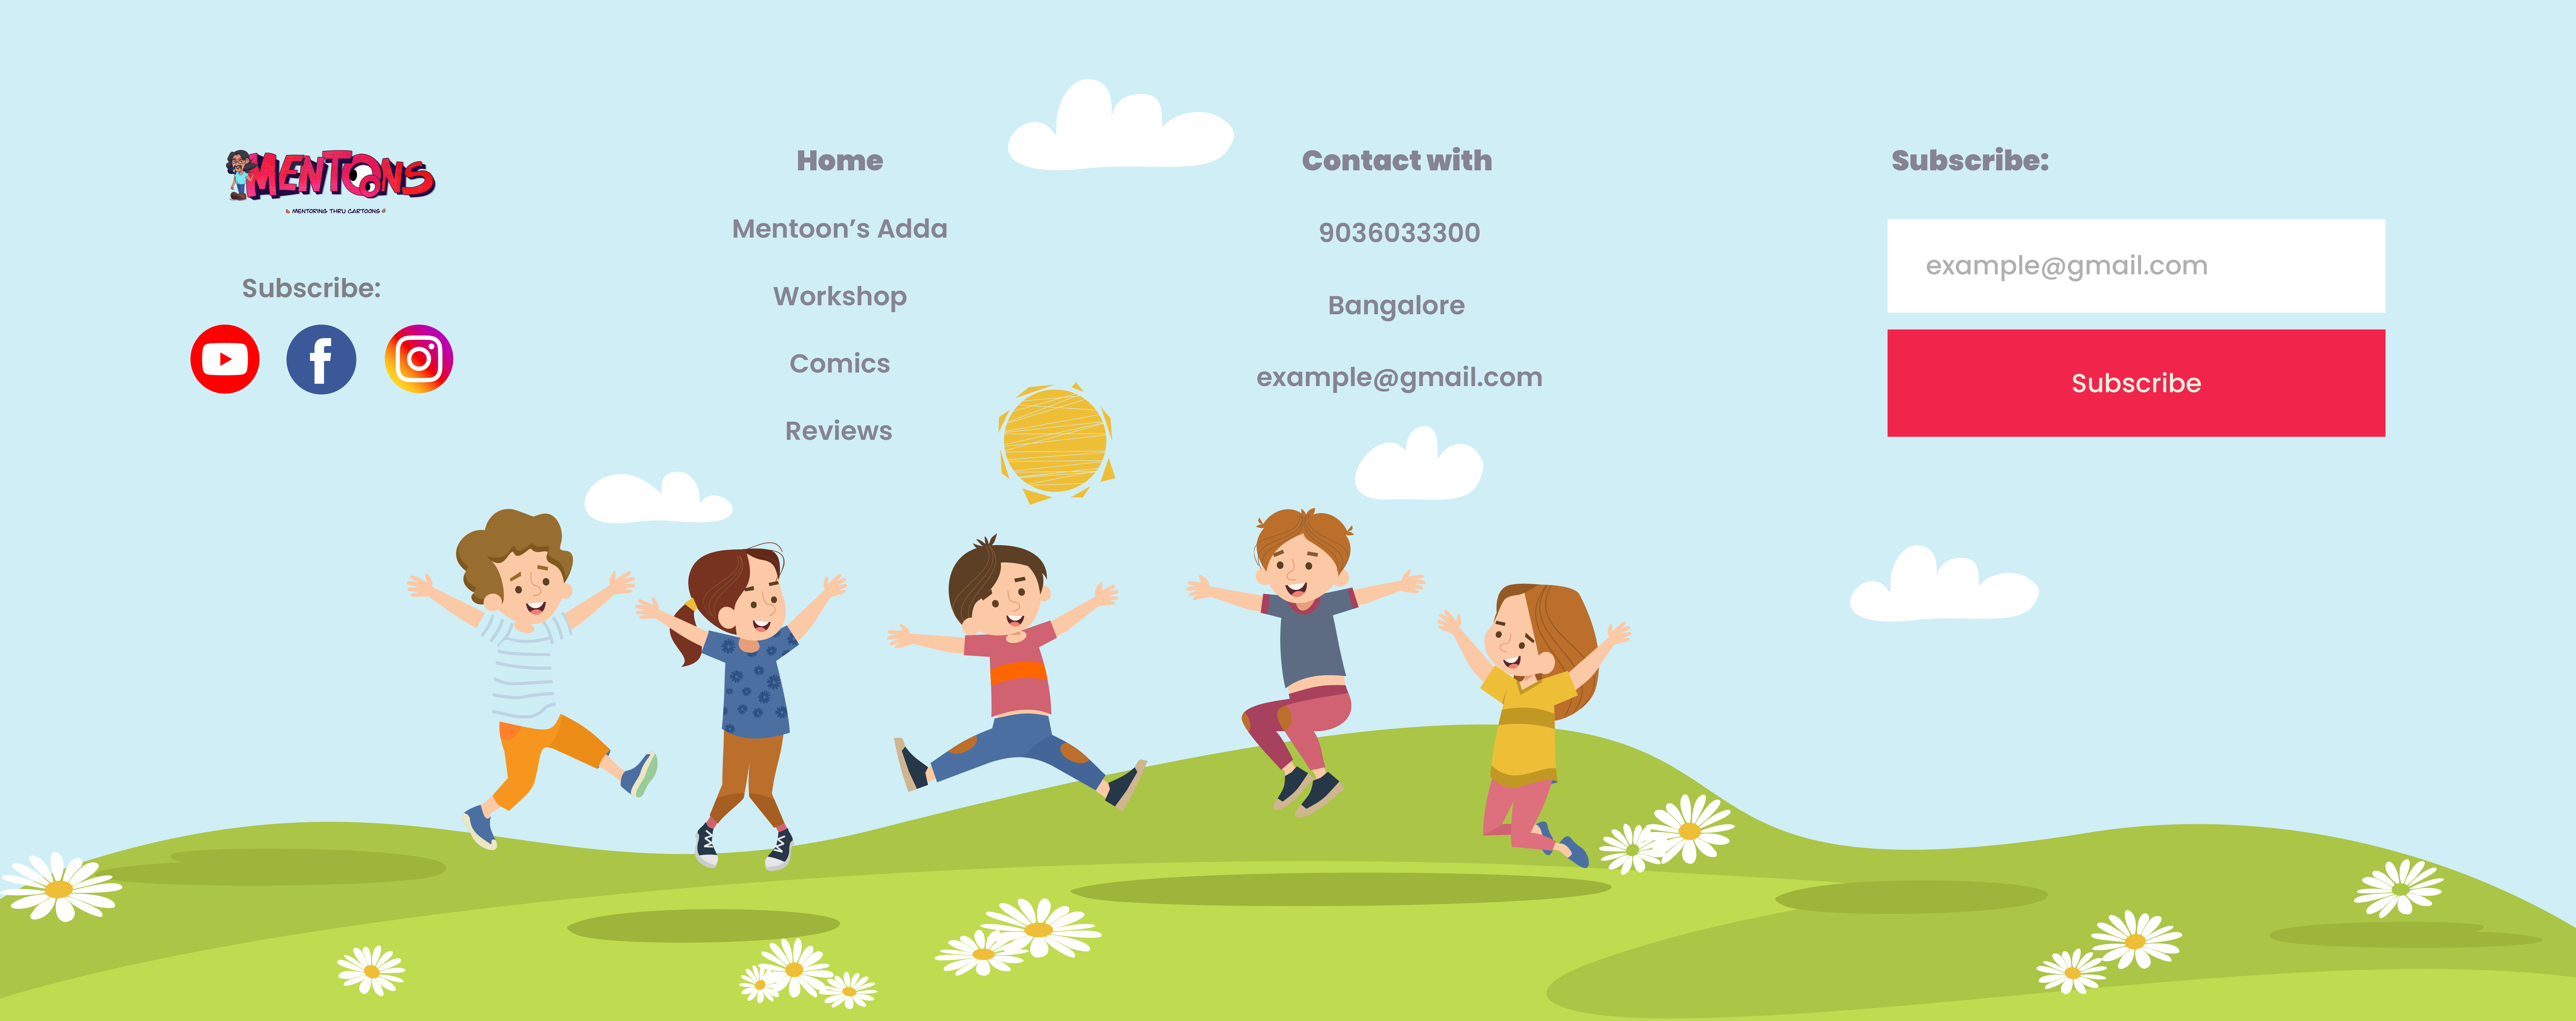 MENTOONS
MENTORING THRU CARTOONS
Subscribe:
Home
Mentoon’s Adda
Workshop
Comics
Reviews
Contact with
9036033300
Bangalore
example@gmail.com
Subscribe:
example@gmail.com
Subscribe